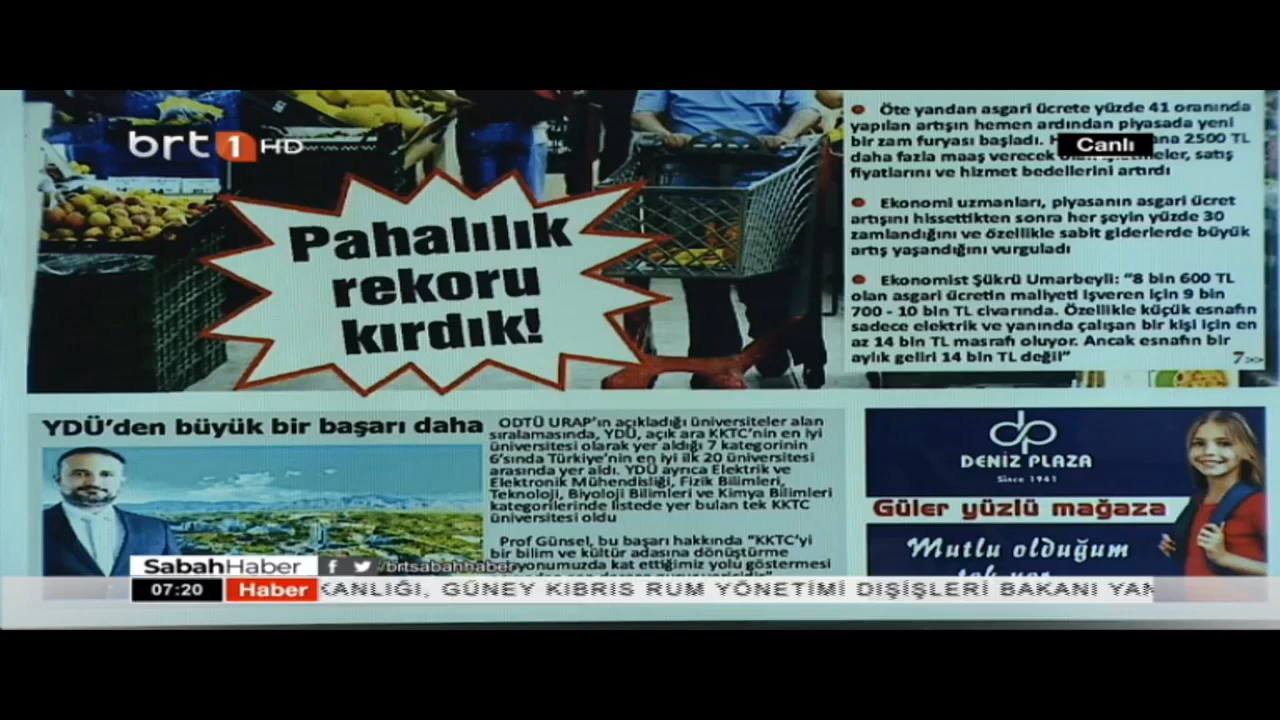 brt 1 HD
Canlı
Pahalılık
rekoru
kırdık!
Öte yandan asgari ücrete yüzde 41 oranında
yapılan artışın hemen ardından piyasada yeni
bir zam furyası başladı. 2500 TL
daha fazla maaş verecek satış
fiyatlarını ve hizmet bedellerini artırdı
Ekonomi uzmanları, piyasanın asgari ücret
artışını hissettikten sonra her şeyin yüzde 30
zamlandığını ve özellikle sabit giderlerde büyük
artış yaşandığını vurguladı
Ekonomist Şükrü Umarbeyli: “8 bin 600 TL
olan asgari ücretin maliyeti işveren için 9 bin
700 - 10 bin TL civarında. Özellikle küçük esnafın
sadece elektrik ve yanında çalışan bir kişi için en
az 14 bin TL masrafı oluyor. Ancak esnafın bir
aylık geliri 14 bin TL değil”
7>>
YDÜ’den büyük bir başarı daha
ODTÜ URAP’ın açıkladığı üniversiteler alan
sıralamasında, YDÜ, açık ara KKTC’nin en iyi
üniversitesi olarak yer aldığı 7 kategorinin
6’sında Türkiye’nin en iyi ilk 20 üniversitesi
arasında yer aldı. YDÜ ayrıca Elektrik ve
Elektronik Mühendisliği, Fizik Bilimleri,
Teknoloji, Biyoloji Bilimleri ve Kimya Bilimleri
kategorilerinde listede yer bulan tek KKTC
üniversitesi oldu
Prof Günsel, bu başarı hakkında “KKTC’yi
bir bilim ve kültür adasına dönüştürme
kat ettiğimiz yolu göstermesi
DENİZ PLAZA
Since 1941
Güler yüzlü mağaza
Mutlu olduğum
SabahHaber
/brtsabahhaber
07:20 Haber KANLIĞI, GÜNEY KIBRIS RUM YÖNETİMİ DIŞİŞLERİ BAKANI YAN